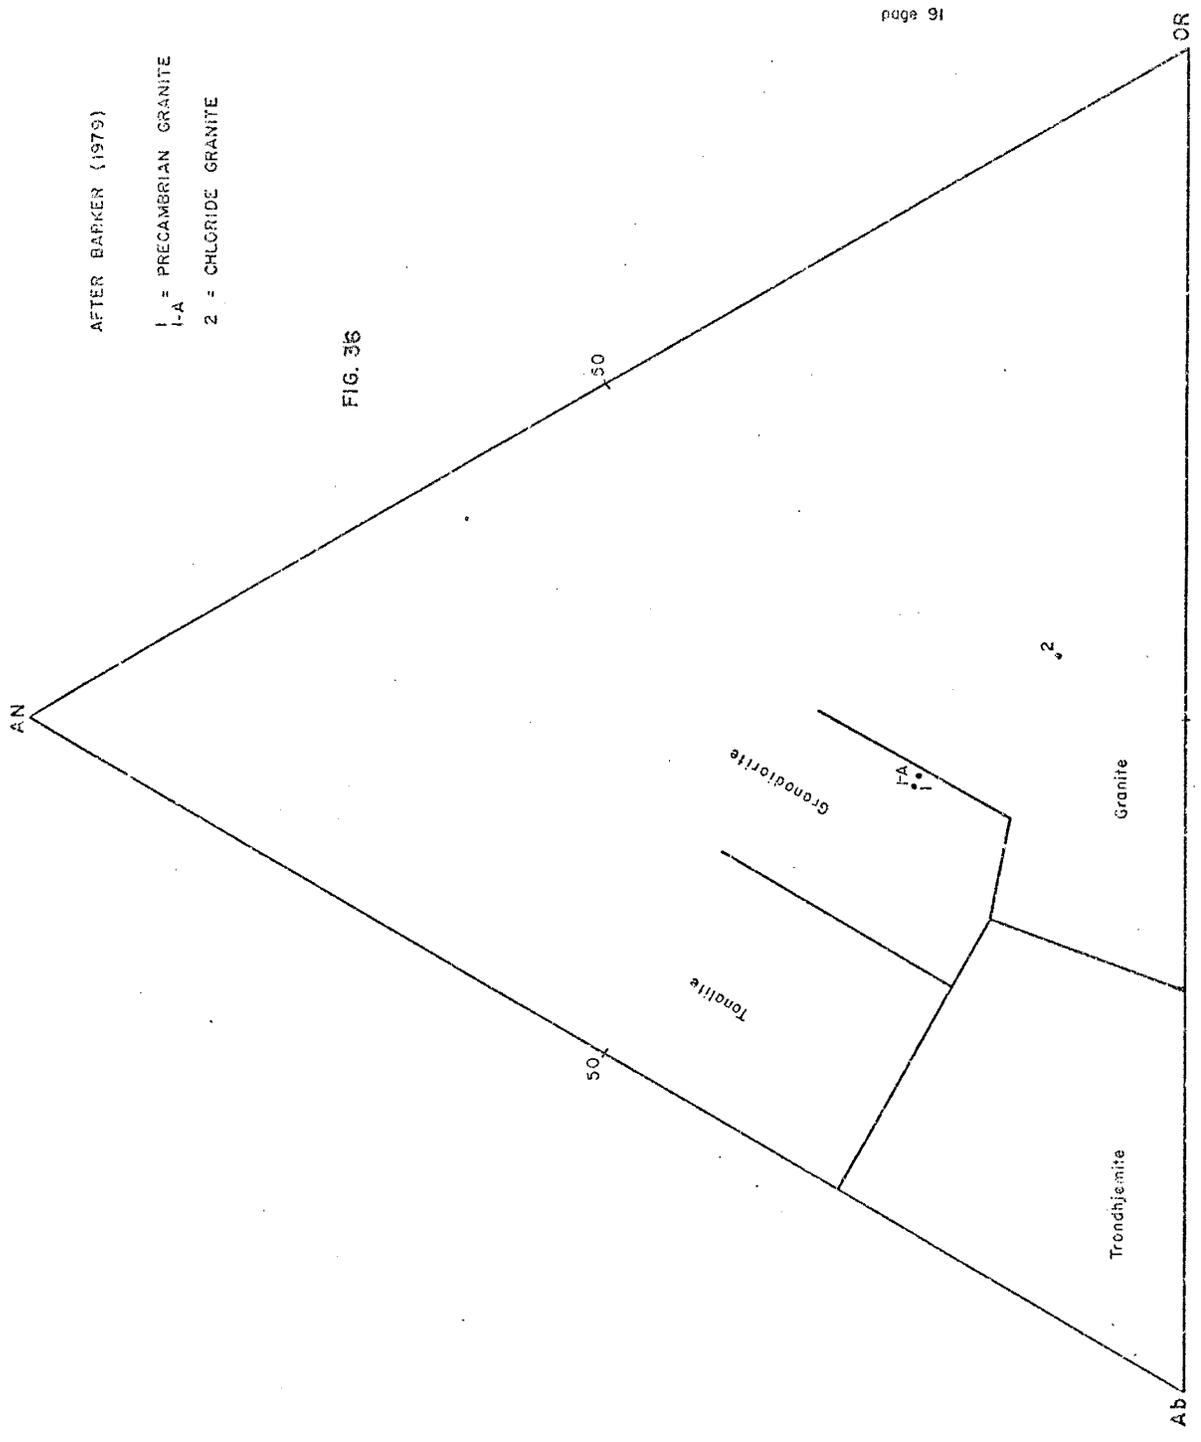 AN
AFTER BARKER (1979)
1
1-A = PRECAMBRIAN GRANITE
2 = CHLORIDE GRANITE
FIG. 36
50
50
Tonalite
Granodiorite
1-A
1
2
Trondhjemite
Granite
Ab
OR
page 16